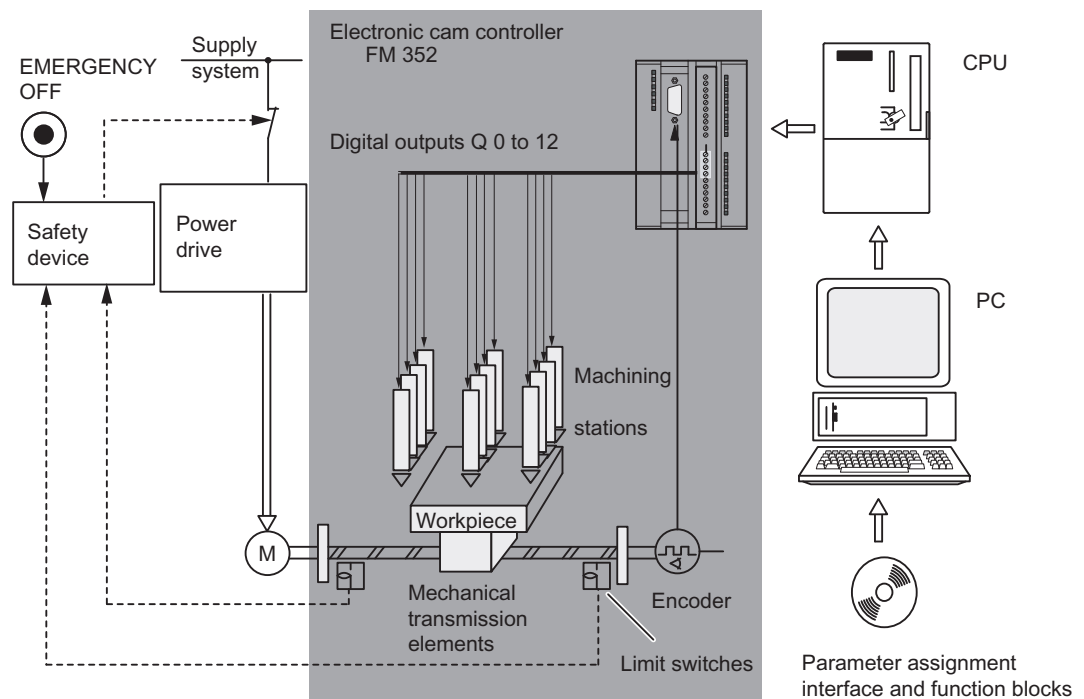 Electronic cam controller
FM 352
Supply
system
EMERGENCY
OFF
CPU
Digital outputs Q 0 to 12
Safety
device
Power
drive
PC
Machining
stations
Workpiece
M
Mechanical
transmission
elements
Encoder
Limit switches
Parameter assignment
interface and function blocks